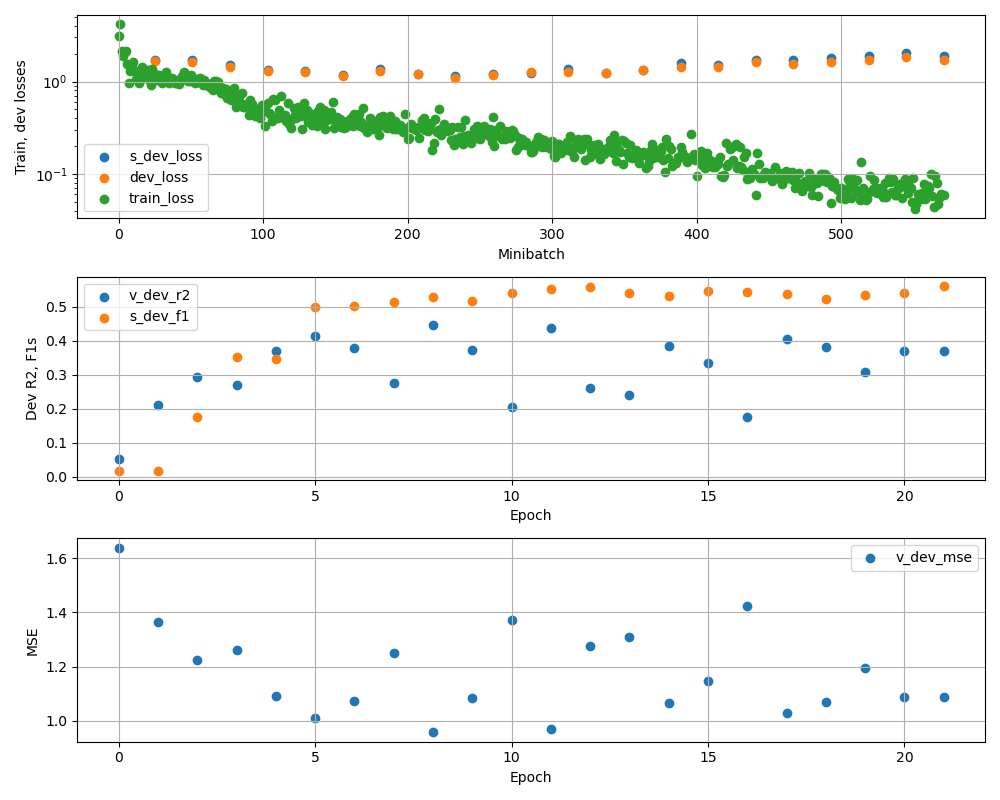 Train, dev losses
10⁰
10⁻¹
s_dev_loss
dev_loss
train_loss
0 100 200 300 400 500
Minibatch
Dev R2, F1s
0.5
0.4
0.3
0.2
0.1
0.0
v_dev_r2
s_dev_f1
0 5 10 15 20
Epoch
MSE
1.6
1.4
1.2
1.0
v_dev_mse
0 5 10 15 20
Epoch